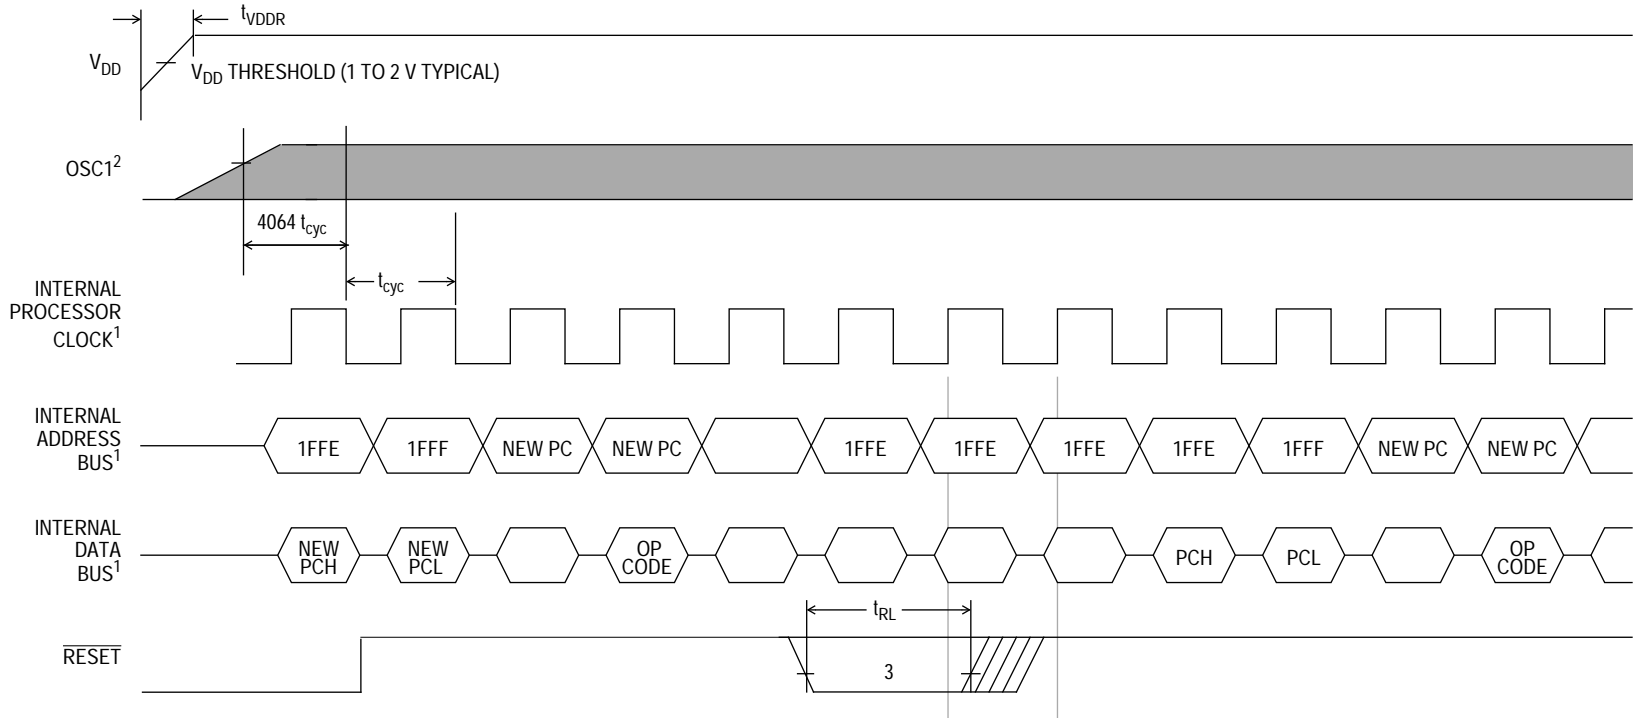 tVDDR
VDD
VDD THRESHOLD (1 TO 2 V TYPICAL)
OSC1²
4064 tcyc
tcyc
INTERNAL
PROCESSOR
CLOCK¹
INTERNAL
ADDRESS
BUS¹
1FFE 1FFF NEW PC NEW PC 1FFE 1FFE 1FFE 1FFE 1FFF NEW PC NEW PC
INTERNAL
DATA
BUS¹
NEW PCH
NEW PCL
OP CODE
PCH
PCL
OP CODE
tRL
RESET
3